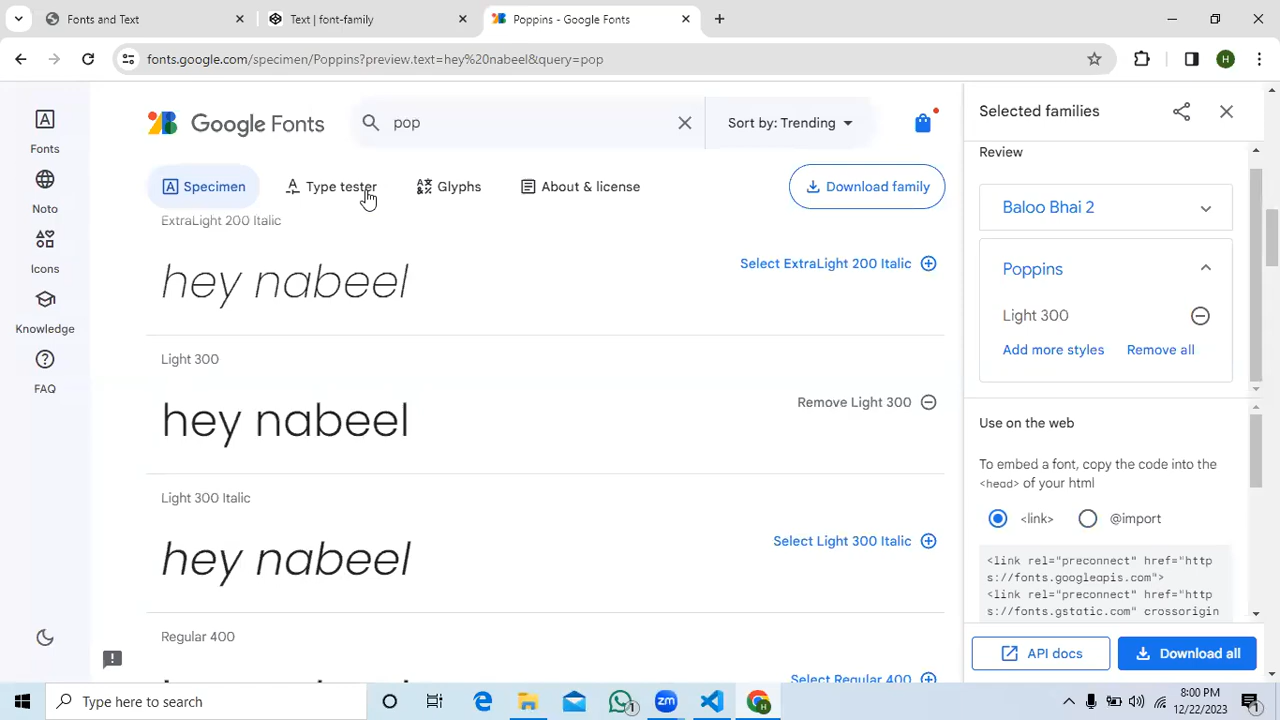 Fonts and Text
Text | font-family
Poppins - Google Fonts
fonts.google.com/specimen/Poppins?preview.text=hey%20nabeel&query=pop
H
Fonts
Noto
Icons
Knowledge
FAQ
Google Fonts
pop
Sort by: Trending
Specimen
Type tester
Glyphs
About & license
Download family
ExtraLight 200 Italic
hey nabeel
Select ExtraLight 200 Italic
Light 300
hey nabeel
Remove Light 300
Light 300 Italic
hey nabeel
Select Light 300 Italic
Regular 400
Select Regular 400
Selected families
Review
Baloo Bhai 2
Poppins
Light 300
Add more styles
Remove all
Use on the web
To embed a font, copy the code into the
<head> of your html
<link>
@import
<link rel="preconnect" href="http
s://fonts.googleapis.com">
<link rel="preconnect" href="http
s://fonts.gstatic.com" crossorigin
API docs
Download all
Type here to search
8:00 PM
12/22/2023